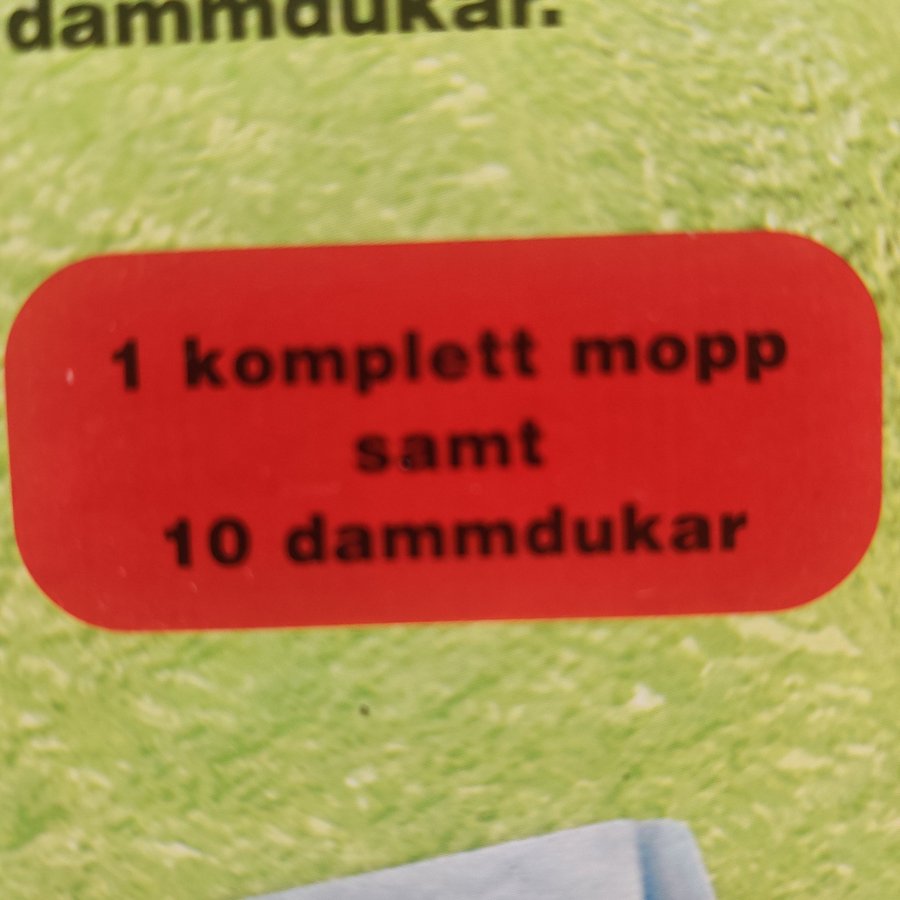 dammdukar.
1 komplett mopp
samt
10 dammdukar